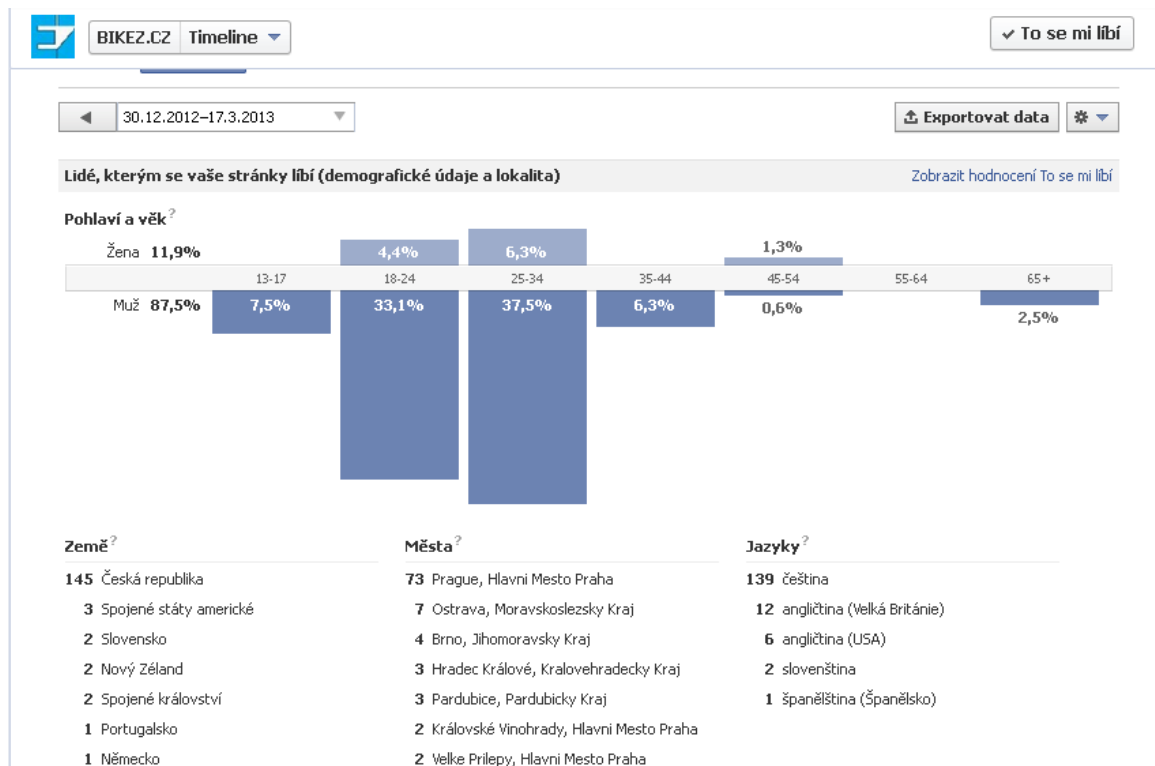 BIKEZ.CZ Timeline
To se mi líbí
30.12.2012–17.3.2013
Exportovat data
Lidé, kterým se vaše stránky líbí (demografické údaje a lokalita)
Zobrazit hodnocení To se mi líbí
Pohlaví a věk?
Žena 11,9% 4,4% 6,3% 1,3%
13-17 18-24 25-34 35-44 45-54 55-64 65+
Muž 87,5% 7,5% 33,1% 37,5% 6,3% 0,6% 2,5%
Země?
145 Česká republika
3 Spojené státy americké
2 Slovensko
2 Nový Zéland
2 Spojené království
1 Portugalsko
1 Německo
Města?
73 Prague, Hlavni Mesto Praha
7 Ostrava, Moravskoslezsky Kraj
4 Brno, Jihomoravsky Kraj
3 Hradec Králové, Kralovehradecky Kraj
3 Pardubice, Pardubicky Kraj
2 Královské Vinohrady, Hlavni Mesto Praha
2 Velke Prilepy, Hlavni Mesto Praha
Jazyky?
139 čeština
12 angličtina (Velká Británie)
6 angličtina (USA)
2 slovenština
1 španělština (Španělsko)